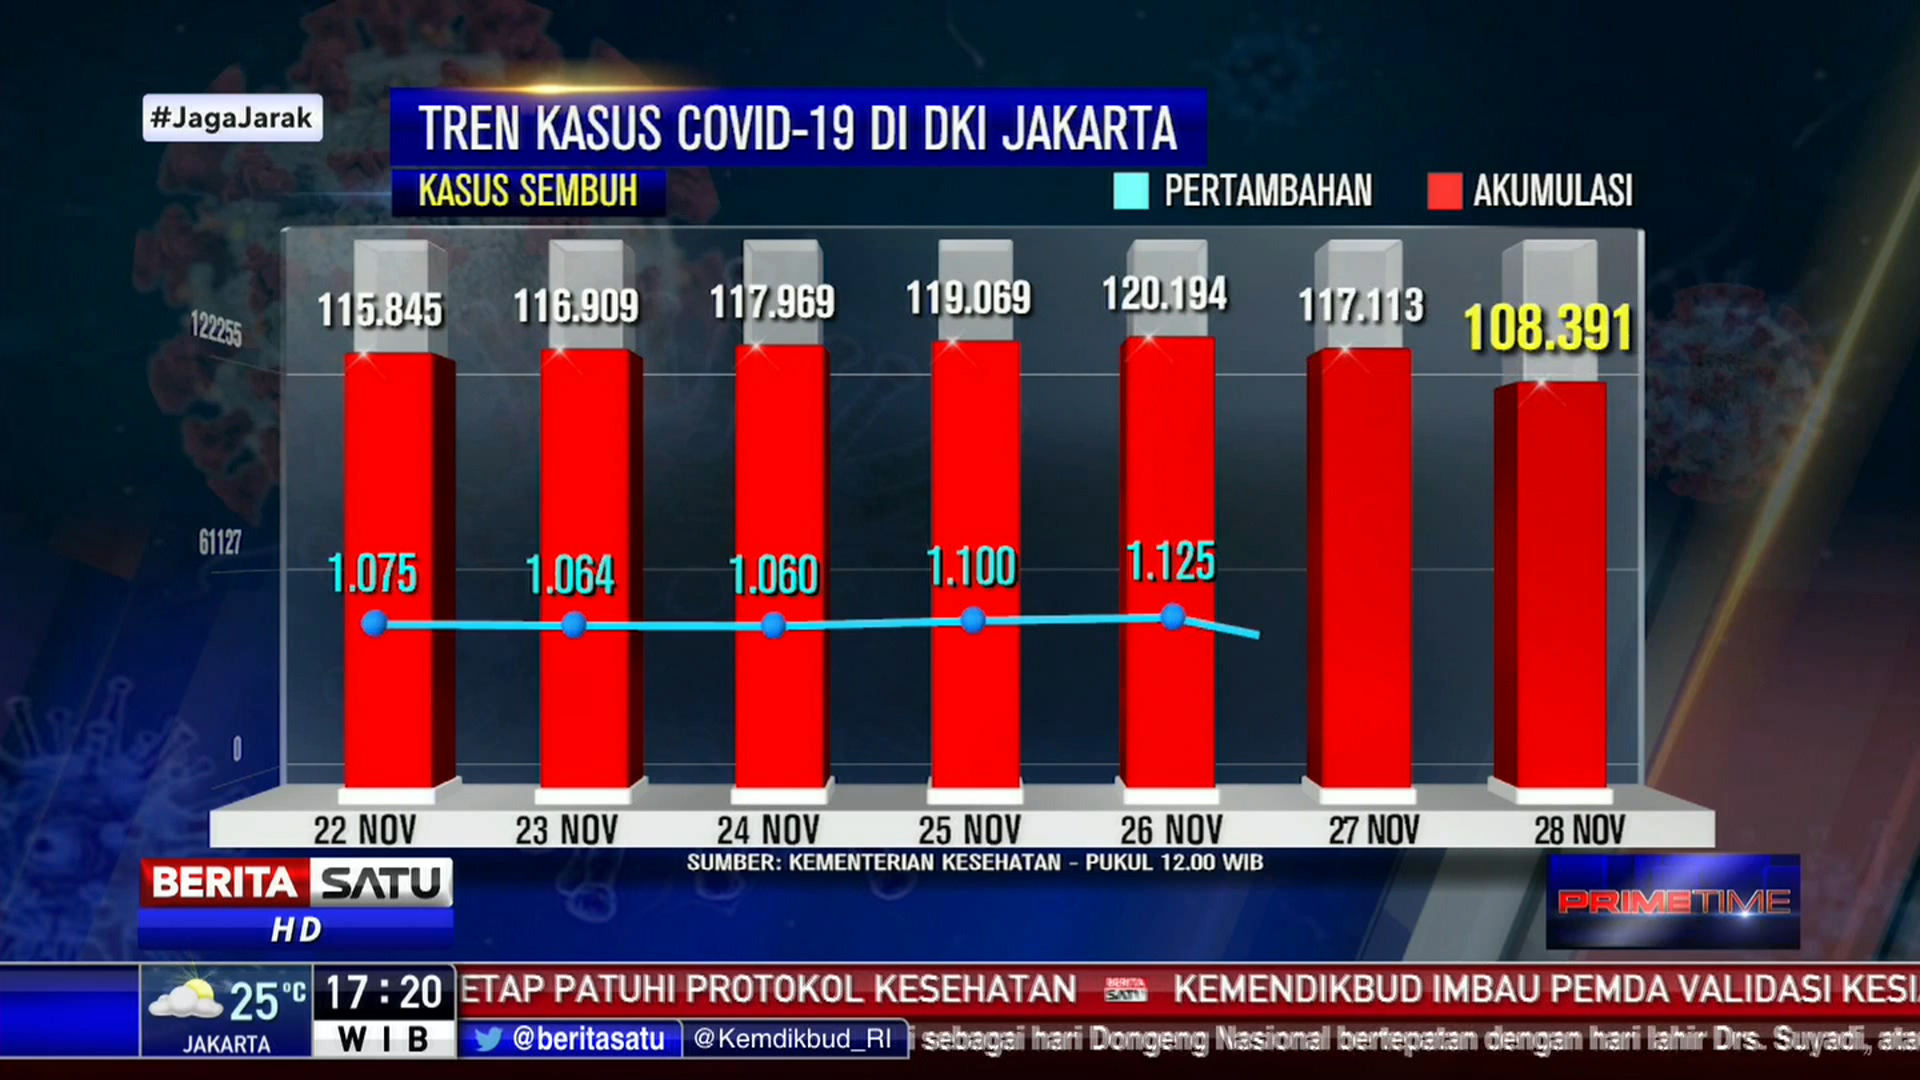 #JagaJarak
TREN KASUS COVID-19 DI DKI JAKARTA
KASUS SEMBUH
PERTAMBAHAN
AKUMULASI
115.845
116.909
117.969
119.069
120.194
117.113
108.391
122255
61127
0
1.075
1.064
1.060
1.100
1.125
22 NOV
23 NOV
24 NOV
25 NOV
26 NOV
27 NOV
28 NOV
SUMBER: KEMENTERIAN KESEHATAN - PUKUL 12.00 WIB
BERITA SATU
HD
PRIMETIME
25°C
JAKARTA
17:20
WIB
ETAP PATUHI PROTOKOL KESEHATAN
BERITA SATU
KEMENDIKBUD IMBAU PEMDA VALIDASI KESI
@beritasatu
@Kemdikbud_RI
i sebagai hari Dongeng Nasional bertepatan dengan hari lahir Drs. Suyadi, ata